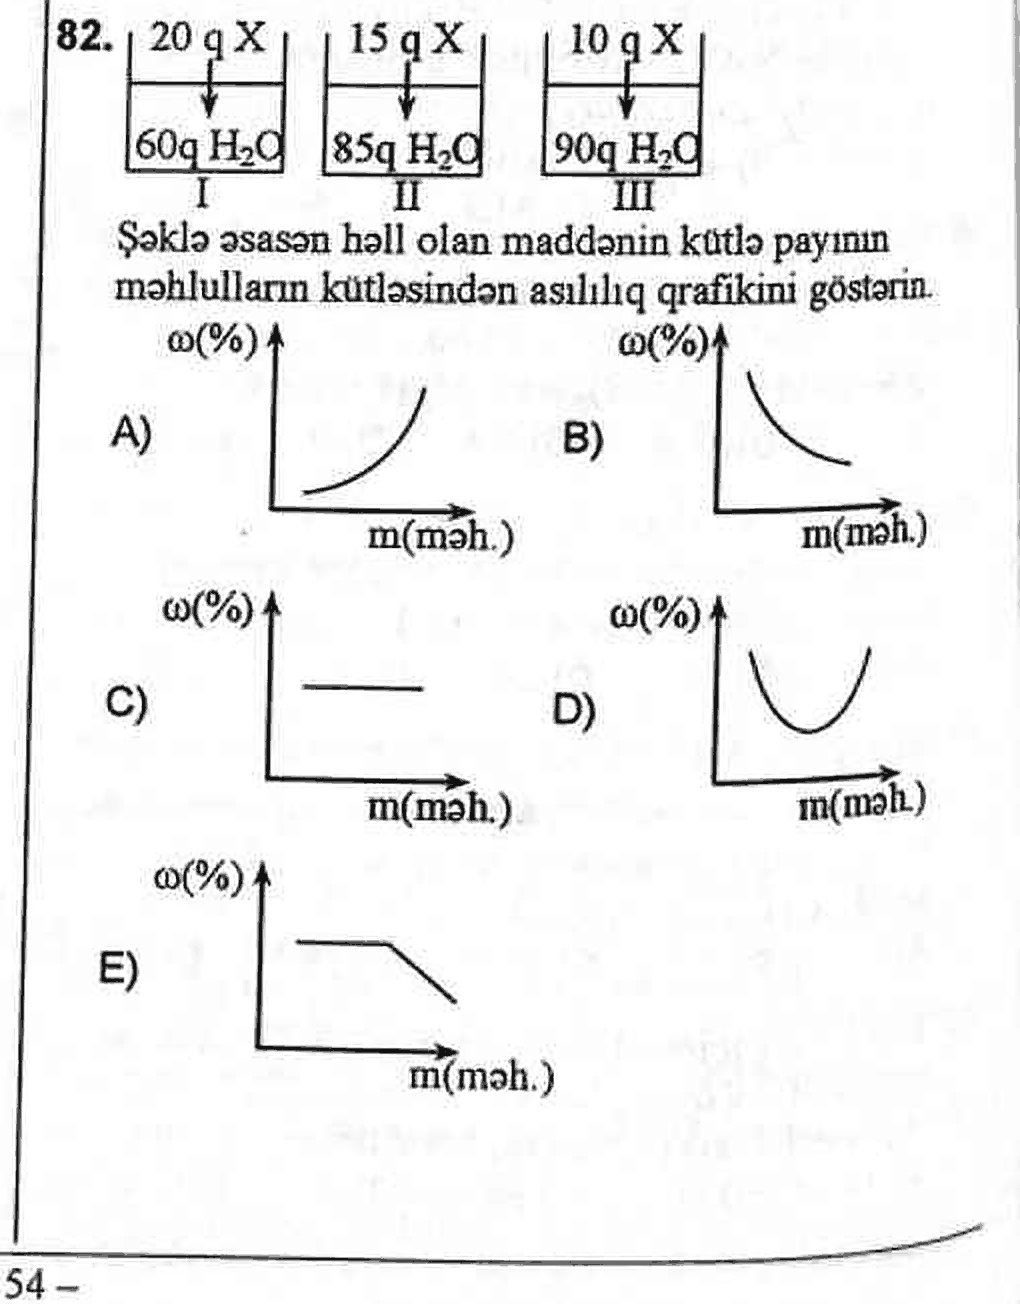 82. 20 q X 15 q X 10 q X
60q H₂O 85q H₂O 90q H₂O
I II III
Şəklə əsasən həll olan maddənin kütlə payının
məhlulların kütləsindən asılılıq qrafikini göstərin.
ω(%) ω(%)
A) B)
m(məh.) m(məh.)
ω(%) ω(%)
C) D)
m(məh.) m(məh.)
ω(%)
E)
m(məh.)
54 –